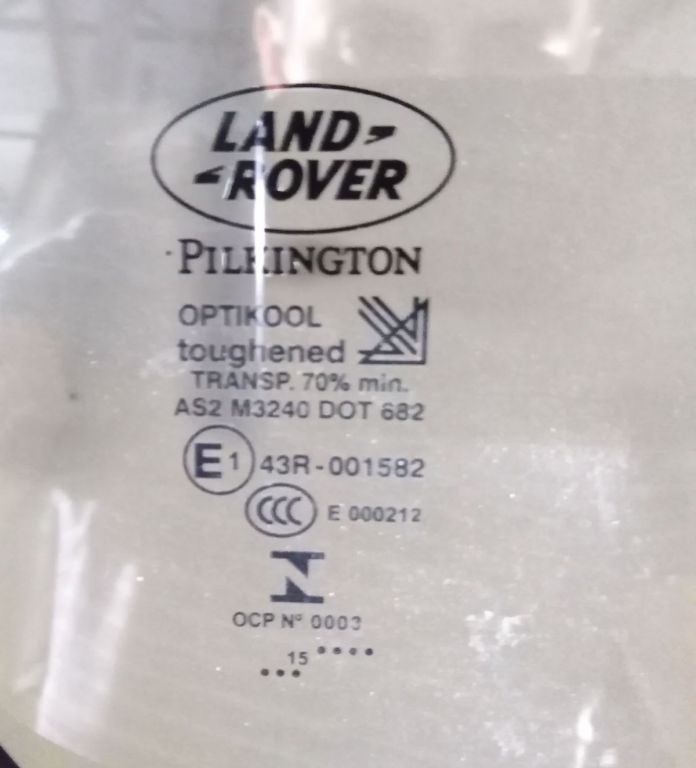 LAND
ROVER
PILKINGTON
OPTIKOOL
toughened
TRANSP. 70% min.
AS2 M3240 DOT 682
E1 43R-001582
CCC E 000212
N
OCP Nº 0003
•••15••••